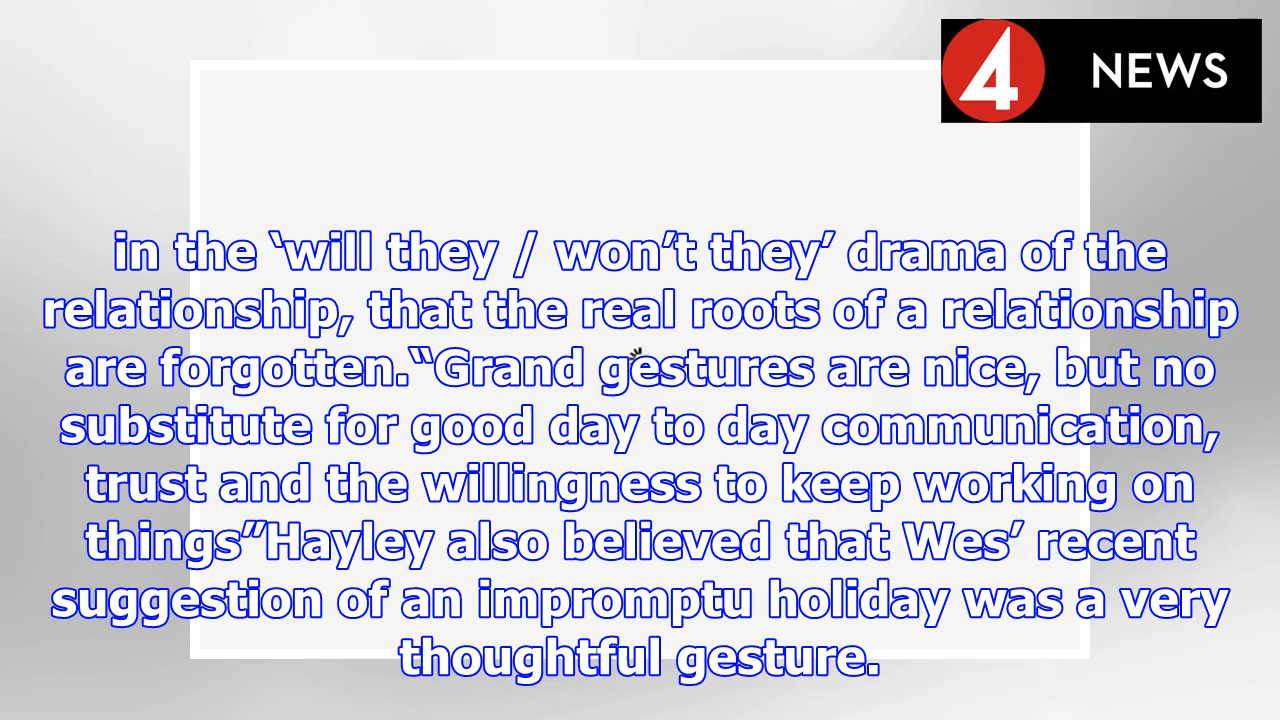 4 NEWS
in the ‘will they / won’t they’ drama of the
relationship, that the real roots of a relationship
are forgotten.“Grand gestures are nice, but no
substitute for good day to day communication,
trust and the willingness to keep working on
things”Hayley also believed that Wes’ recent
suggestion of an impromptu holiday was a very
thoughtful gesture.